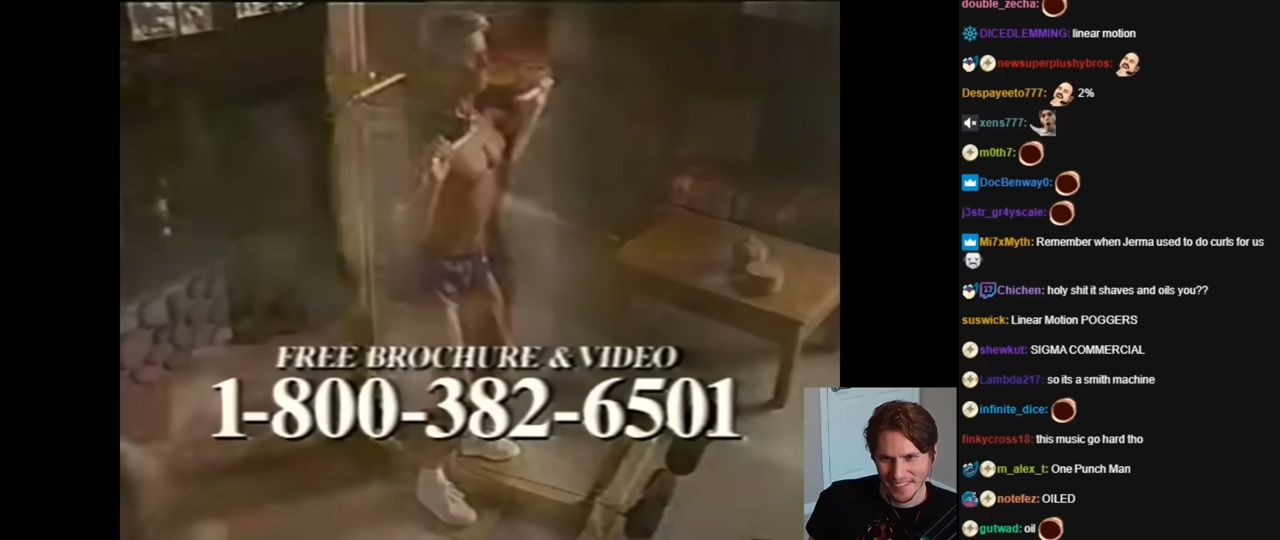 FREE BROCHURE & VIDEO
1-800-382-6501
double_zecha:
DICEDLEMMING: linear motion
newsuperplushybros:
Despayeeto777: 2%
xens777:
m0th7:
DocBenway0:
j3str_gr4yscale:
Mi7xMyth: Remember when Jerma used to do curls for us
17 Chichen: holy shit it shaves and oils you??
suswick: Linear Motion POGGERS
shewkut: SIGMA COMMERCIAL
Lambda217: so its a smith machine
infinite_dice:
finkycross18: this music go hard tho
m_alex_t: One Punch Man
notefez: OILED
gutwad: oil